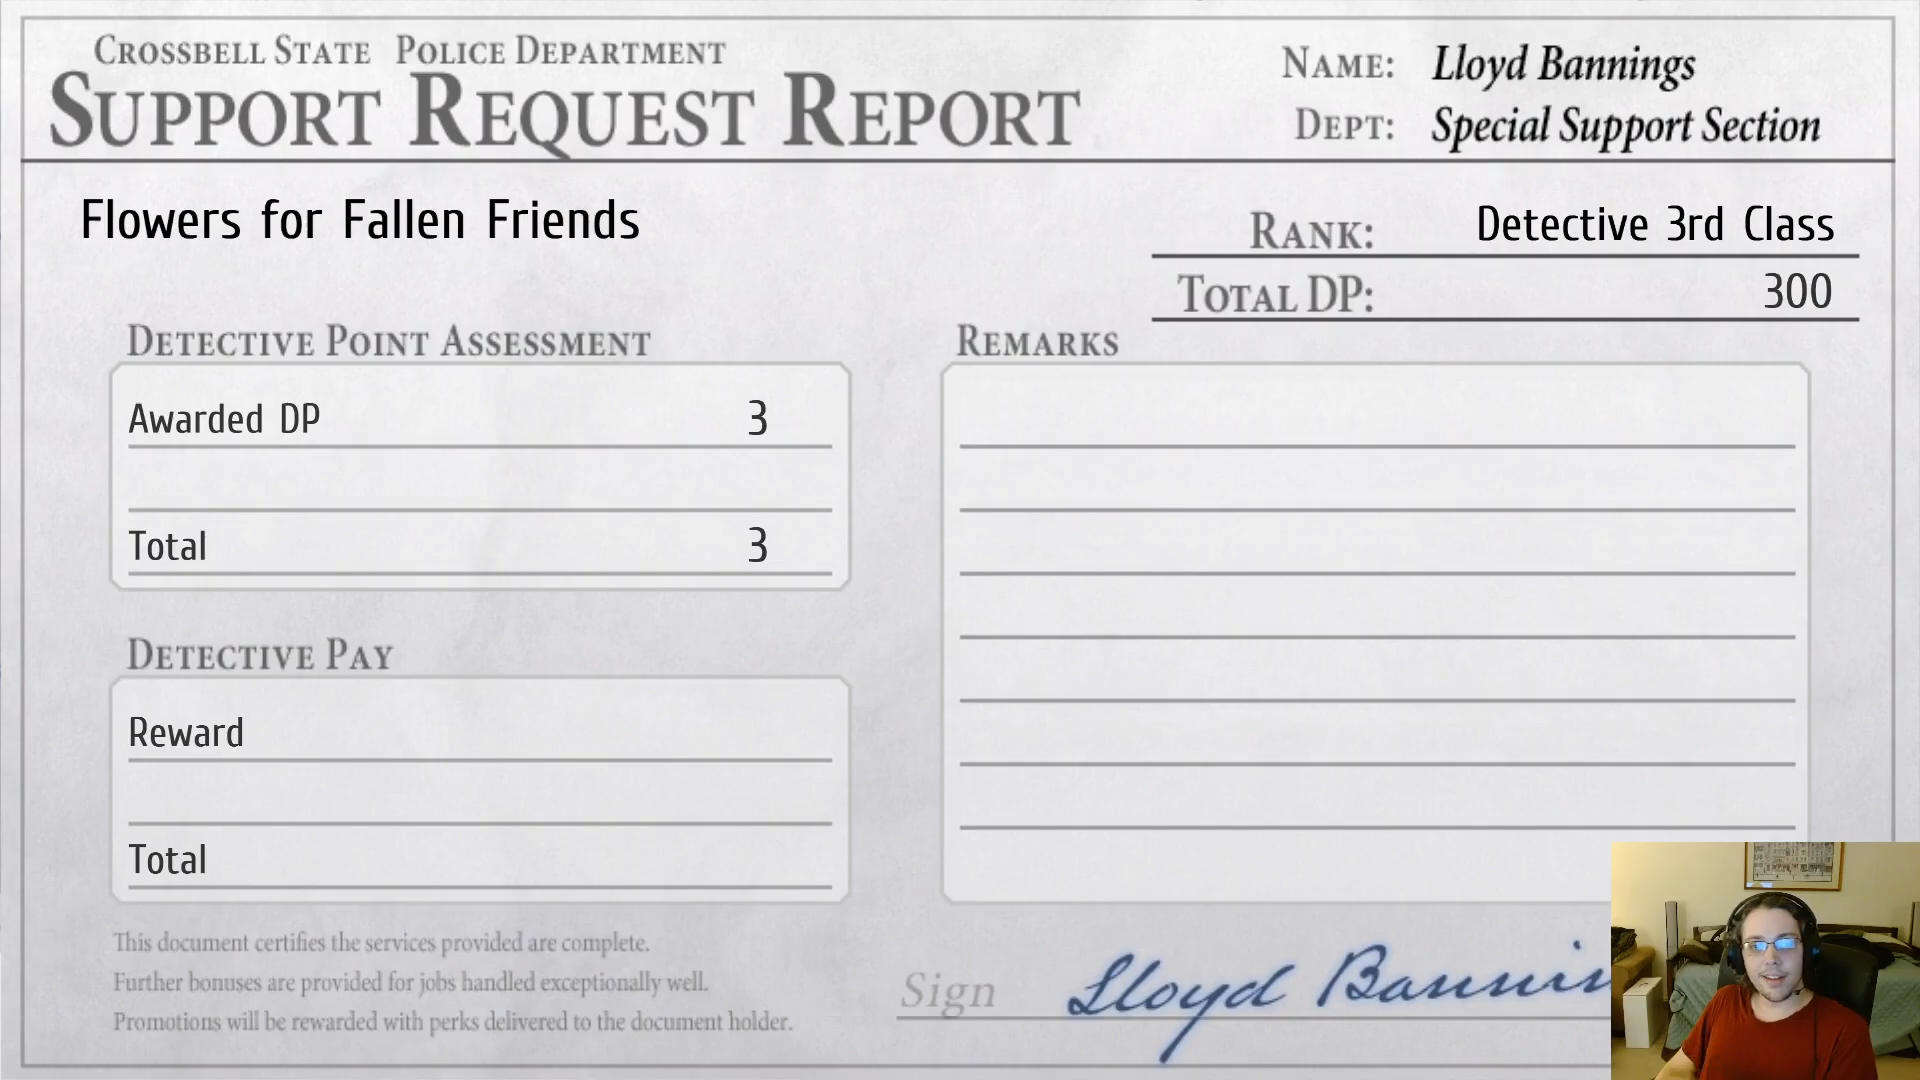 CROSSBELL STATE POLICE DEPARTMENT
SUPPORT REQUEST REPORT
NAME: Lloyd Bannings
DEPT: Special Support Section
Flowers for Fallen Friends
RANK: Detective 3rd Class
TOTAL DP: 300
DETECTIVE POINT ASSESSMENT
Awarded DP 3
Total 3
DETECTIVE PAY
Reward
Total
REMARKS
This document certifies the services provided are complete.
Further bonuses are provided for jobs handled exceptionally well.
Promotions will be rewarded with perks delivered to the document holder.
Sign Lloyd Bannin